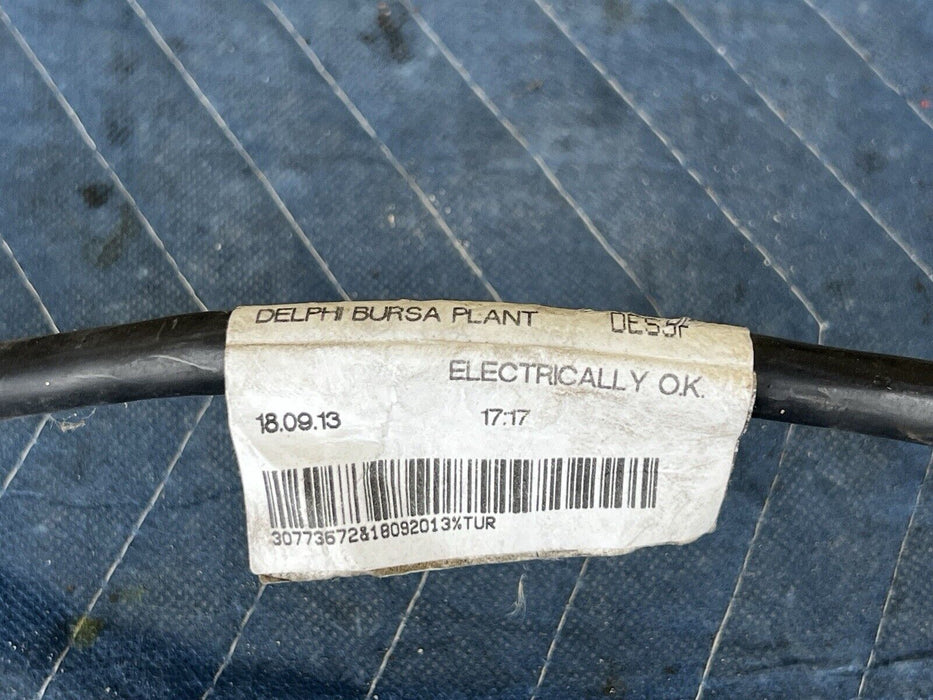 DELPHI BURSA PLANT
ELECTRICALLY O.K.
18.09.13 17:17
30773672&18092013%TUR